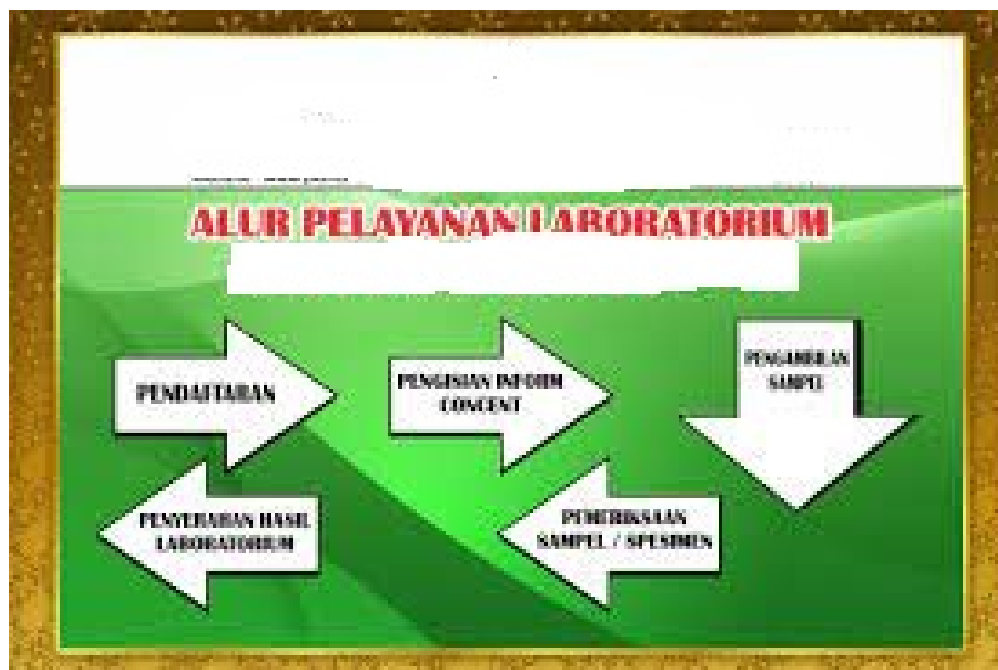 ALUR PELAYANAN LABORATORIUM
PENDAFTARAN
PENGISIAN INFORM
CONCENT
PENGAMBILAN
SAMPEL
PEMERIKSAAN
SAMPEL / SPESIMEN
PENYERAHAN HASIL
LABORATORIUM